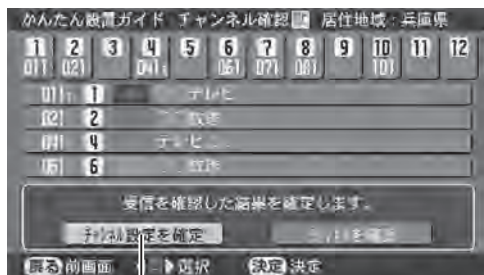 かんたん設置ガイド チャンネル確認 居住地域：兵庫県
1 2 3 4 5 6 7 8 9 10 11 12
011 021 041 061 071 081 101
011 1 テレビ
021 2 放送
041 4 テレビ
061 6 放送
受信を確認した結果を確定します。
チャンネル設定を確定
戻る 前画面 選択 決定 決定